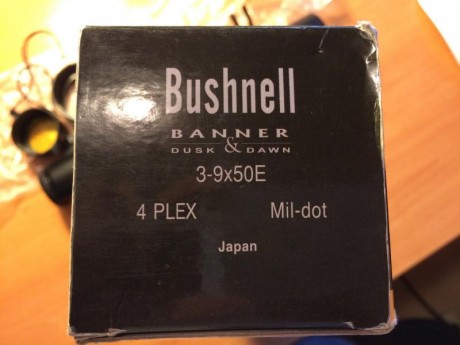 Bushnell
BANNER
DUSK & DAWN
3-9x50E
4 PLEX Mil-dot
Japan